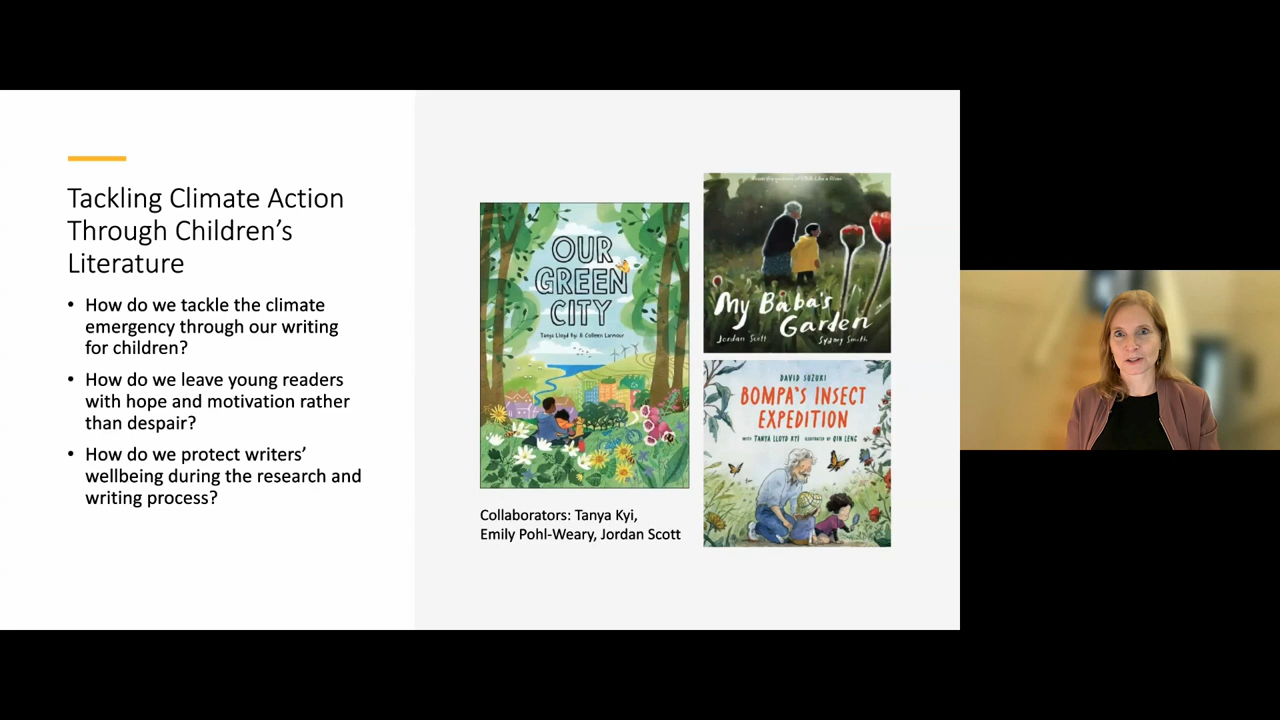 Tackling Climate Action
Through Children's
Literature
• How do we tackle the climate
emergency through our writing
for children?
• How do we leave young readers
with hope and motivation rather
than despair?
• How do we protect writers'
wellbeing during the research and
writing process?
OUR
GREEN
CITY
Tanya Lloyd Kyi & Colleen Larmour
Collaborators: Tanya Kyi,
Emily Pohl-Weary, Jordan Scott
My Baba's
Garden
Jordan Scott
Sydney Smith
DAVID SUZUKI
BOMPA'S INSECT
EXPEDITION
WITH TANYA LLOYD KYI ILLUSTRATED BY QIN LENG